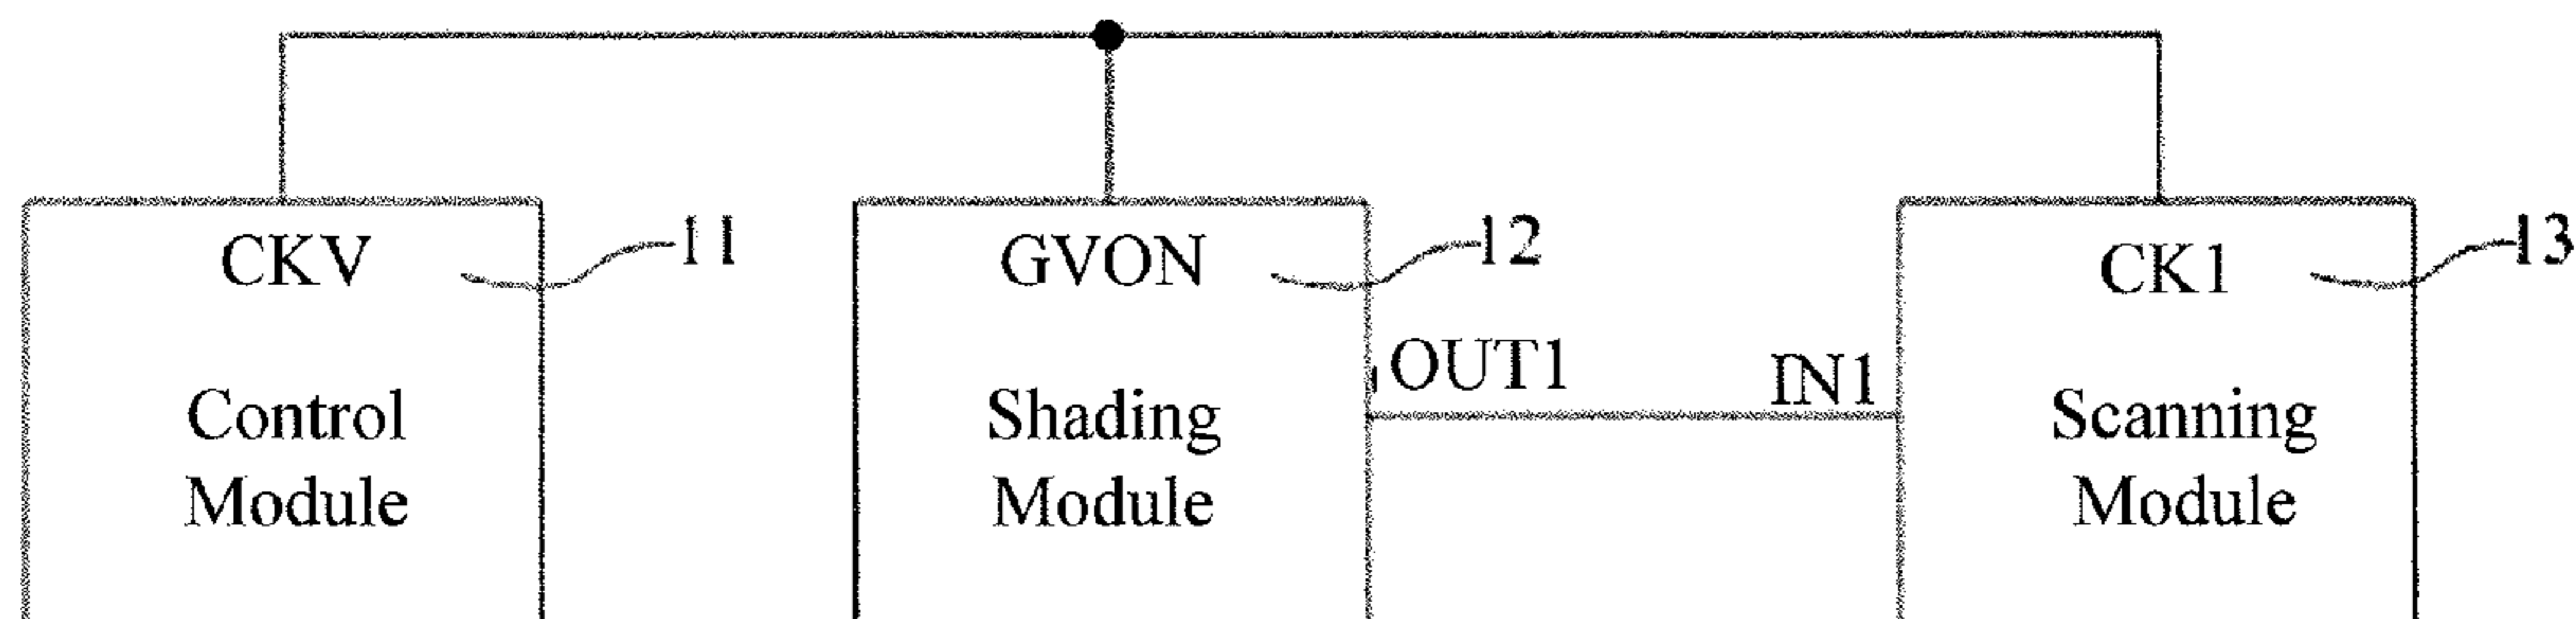 CKV
11
GVON
12
CK1
13
OUT1
IN1
Control
Module
Shading
Module
Scanning
Module